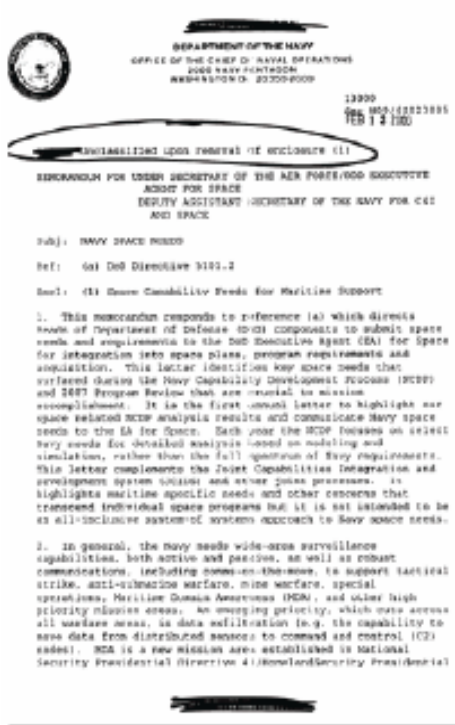 DEPARTMENT OF THE NAVY
OFFICE OF THE CHIEF OF NAVAL OPERATIONS
2000 NAVY PENTAGON
WASHINGTON DC 20350-2000
FEB 1 2
Unclassified upon removal of enclosure (1)
MEMORANDUM FOR UNDER SECRETARY OF THE AIR FORCE/DOD EXECUTIVE
AGENT FOR SPACE
DEPUTY ASSISTANT SECRETARY OF THE NAVY FOR C4I
AND SPACE
Subj: NAVY SPACE NEEDS
Ref: (a) DoD Directive 5101.2
Encl: (1) Space Capability Needs for Maritime Support
1. This memorandum responds to reference (a) which directs
Heads of Department of Defense (DoD) components to submit space
needs and requirements to the DoD Executive Agent (EA) for Space
for integration into space plans, program requirements and
acquisition. This letter identifies key space needs that
surfaced during the Navy Capability Development Process (NCDP)
and 2007 Program Review that are crucial to mission
accomplishment. It is the first annual letter to highlight our
space related NCDP analysis results and communicate Navy space
needs to the EA for Space. Each year the NCDP focuses on select
Navy needs for detailed analysis based on modeling and
simulation, rather than the full spectrum of Navy requirements.
This letter complements the Joint Capabilities Integration and
Development System (JCIDS) and other joint processes. It
highlights maritime specific needs and other concerns that
transcend individual space programs but it is not intended to be
an all-inclusive system-of systems approach to Navy space needs.
2. In general, the Navy needs wide-area surveillance
capabilities, both active and passive, as well as robust
communications, including comms-on-the-move, to support tactical
strike, anti-submarine warfare, mine warfare, special
operations, Maritime Domain Awareness (MDA), and other high
priority mission areas. An emerging priority, which cuts across
all warfare areas, is data exfiltration (e.g. the capability to
move data from distributed sensors to command and control (C2)
nodes). MDA is a new mission area established in National
Security Presidential Directive 41/Homeland Security Presidential